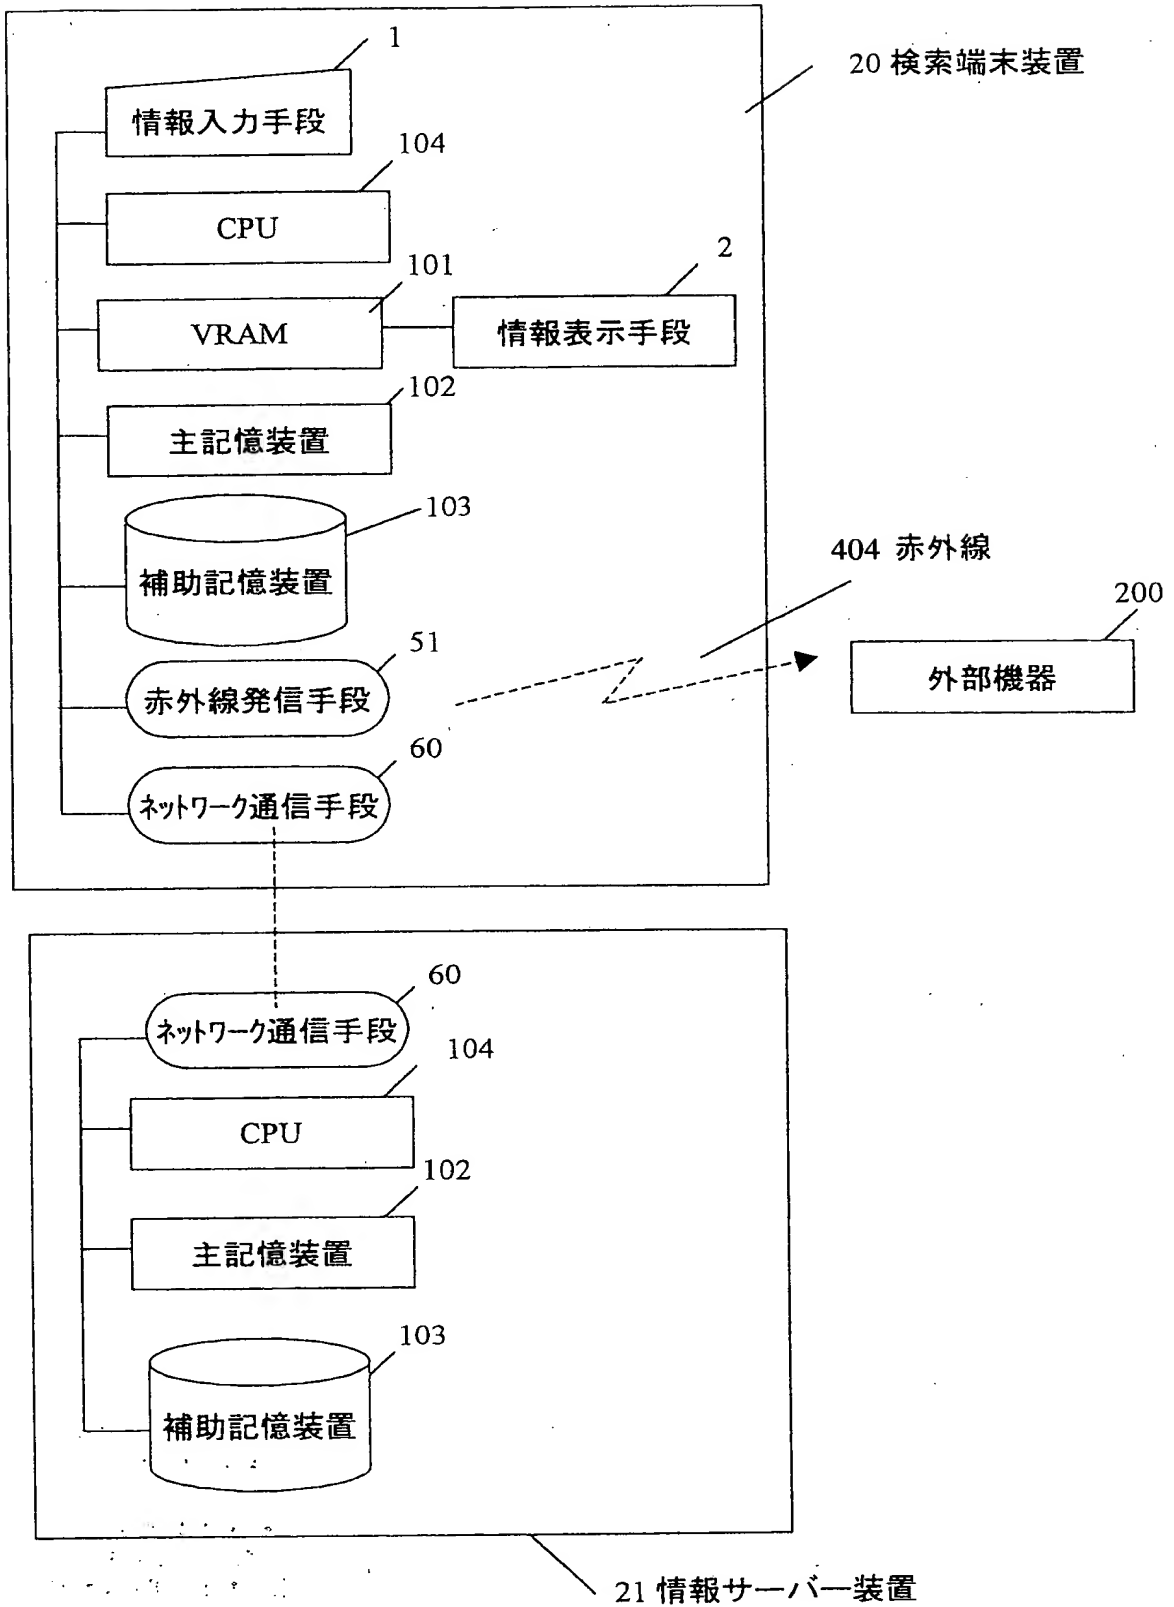 1
20 検索端末装置
情報入力手段
104
CPU
2
101
VRAM
情報表示手段
102
主記憶装置
103
404 赤外線
補助記憶装置
200
51
外部機器
赤外線発信手段
60
ネットワーク通信手段
60
ネットワーク通信手段
104
CPU
102
主記憶装置
103
補助記憶装置
21 情報サーバー装置